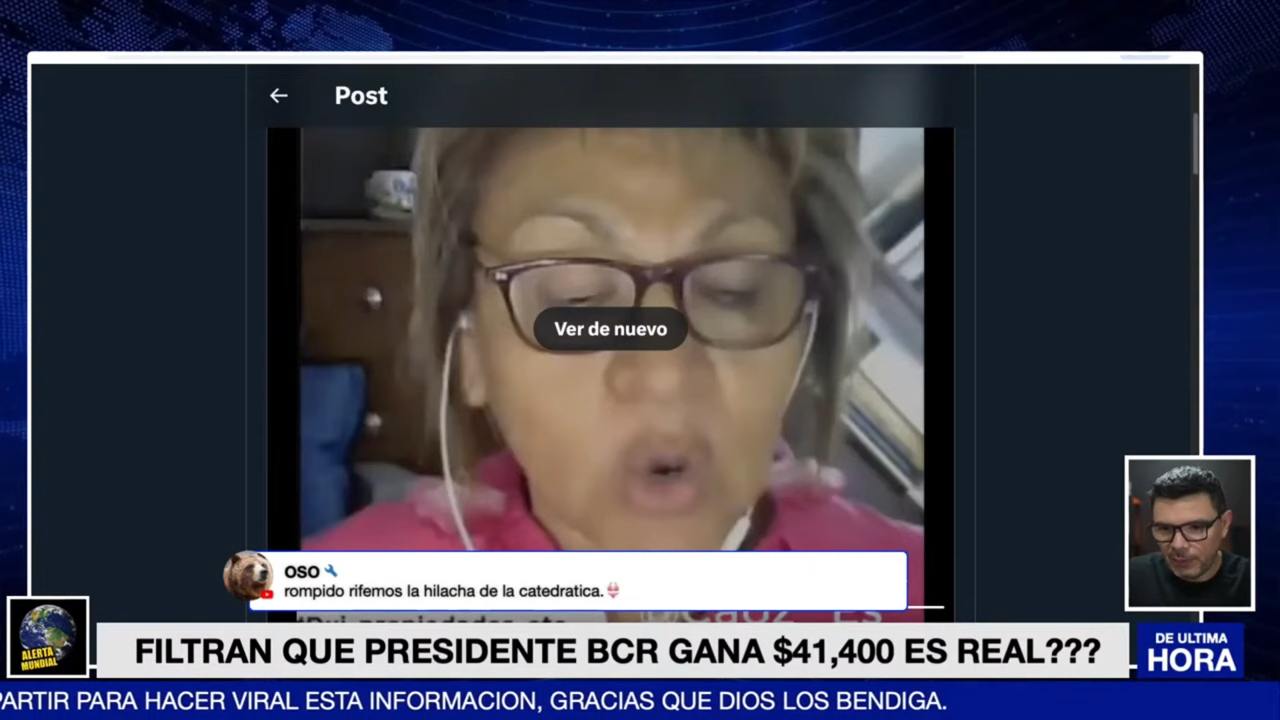 Post
Ver de nuevo
OSO
rompido rifemos la hilacha de la catedratica.
ALERTA
MUNDIAL
FILTRAN QUE PRESIDENTE BCR GANA $41,400 ES REAL???
DE ULTIMA
HORA
PARTIR PARA HACER VIRAL ESTA INFORMACION, GRACIAS QUE DIOS LOS BENDIGA.